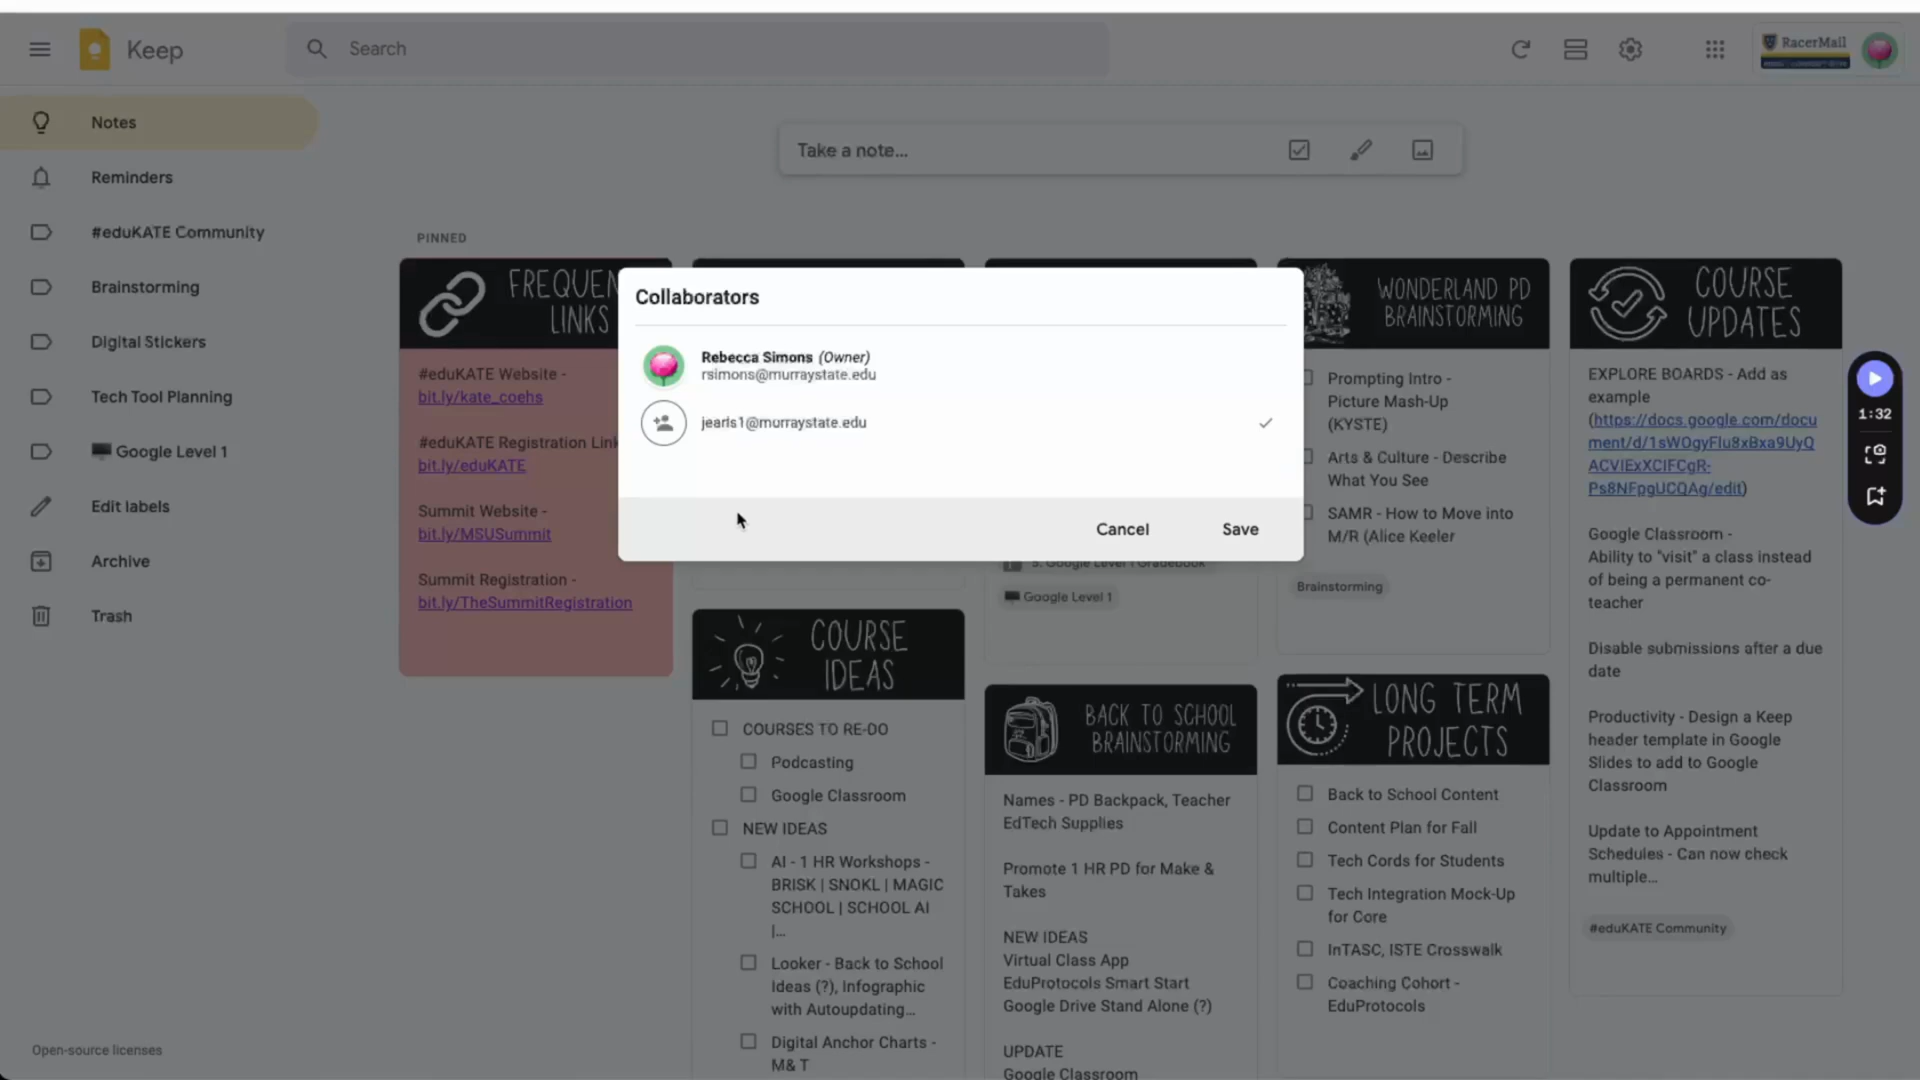 Keep
Search
RacerMail
Notes
Reminders
#eduKATE Community
Brainstorming
Digital Stickers
Tech Tool Planning
Google Level 1
Edit labels
Archive
Trash
Open-source licenses
Take a note...
PINNED
FREQUEN
LINKS
#eduKATE Website -
bit.ly/kate_coehs
#eduKATE Registration Link
bit.ly/eduKATE
Summit Website -
bit.ly/MSUSummit
Summit Registration -
bit.ly/TheSummitRegistration
Collaborators
Rebecca Simons (Owner)
rsimons@murraystate.edu
jearls1@murraystate.edu
Cancel
Save
COURSE
IDEAS
COURSES TO RE-DO
Podcasting
Google Classroom
NEW IDEAS
AI - 1 HR Workshops -
BRISK | SNOKL | MAGIC
SCHOOL | SCHOOL AI
|...
Looker - Back to School
Ideas (?), Infographic
with Autoupdating...
Digital Anchor Charts -
M& T
5. Google Level 1 Gradebook
Google Level 1
BACK TO SCHOOL
BRAINSTORMING
Names - PD Backpack, Teacher
EdTech Supplies
Promote 1 HR PD for Make &
Takes
NEW IDEAS
Virtual Class App
EduProtocols Smart Start
Google Drive Stand Alone (?)
UPDATE
Google Classroom
WONDERLAND PD
BRAINSTORMING
Prompting Intro -
Picture Mash-Up
(KYSTE)
Arts & Culture - Describe
What You See
SAMR - How to Move into
M/R (Alice Keeler
Brainstorming
LONG TERM
PROJECTS
Back to School Content
Content Plan for Fall
Tech Cords for Students
Tech Integration Mock-Up
for Core
InTASC, ISTE Crosswalk
Coaching Cohort -
EduProtocols
COURSE
UPDATES
EXPLORE BOARDS - Add as
example
(https://docs.google.com/docu
ment/d/1sWOgyFlu8xBxa9UyQ
ACVIExXCIFCgR-
Ps8NFpgUCQAg/edit)
Google Classroom -
Ability to "visit" a class instead
of being a permanent co-
teacher
Disable submissions after a due
date
Productivity - Design a Keep
header template in Google
Slides to add to Google
Classroom
Update to Appointment
Schedules - Can now check
multiple...
#eduKATE Community
1:32